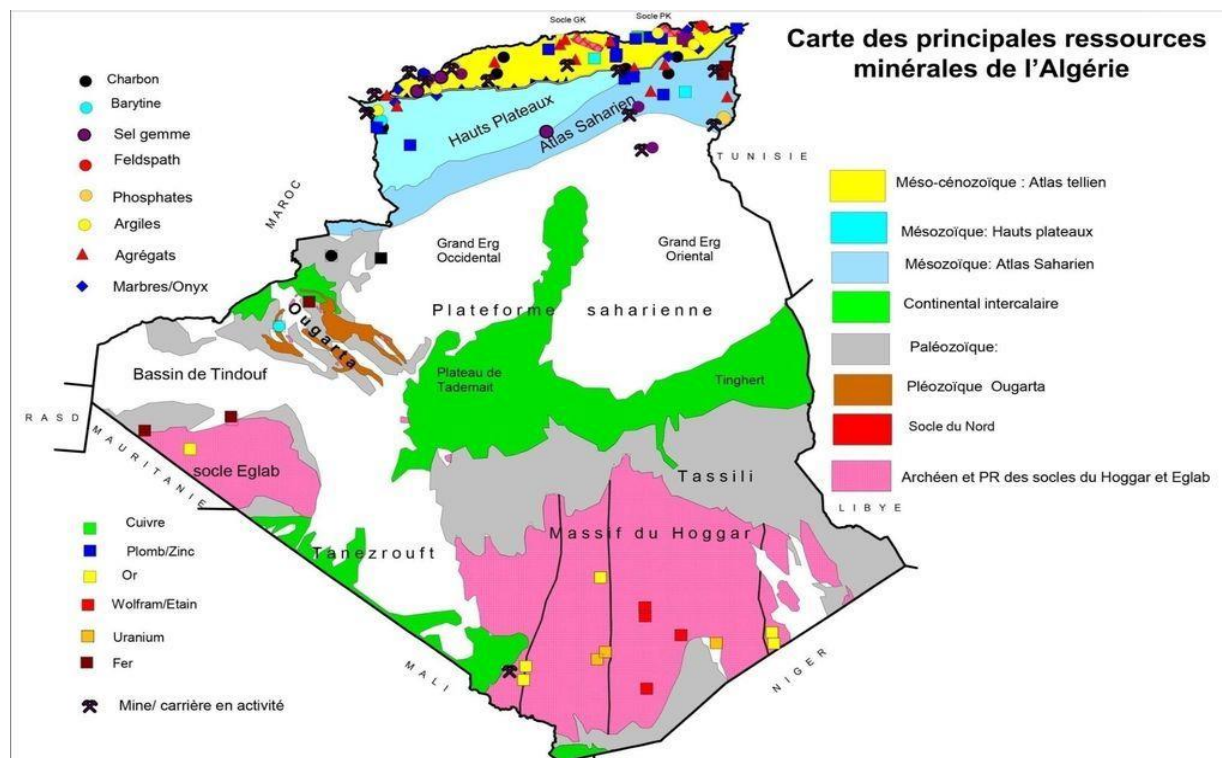 Carte des principales ressources
minérales de l'Algérie
Socle GK
Socle PK
Charbon
Barytine
Sel gemme
Feldspath
Phosphates
Argiles
Agrégats
Marbres/Onyx
Hauts Plateaux
Atlas Saharien
TUNISIE
MAROC
Grand Erg
Occidental
Grand Erg
Oriental
Plateforme saharienne
Ougarta
Bassin de Tindouf
Plateau de
Tademait
Tinghert
RASD
MAURITANIE
socle Eglab
Tassili
LIBYE
Massif du Hoggar
Tanezrouft
MALI
NIGER
Méso-cénozoïque : Atlas tellien
Mésozoïque: Hauts plateaux
Mésozoïque: Atlas Saharien
Continental intercalaire
Paléozoïque:
Pléozoïque Ougarta
Socle du Nord
Archéen et PR des socles du Hoggar et Eglab
Cuivre
Plomb/Zinc
Or
Wolfram/Etain
Uranium
Fer
Mine/ carrière en activité